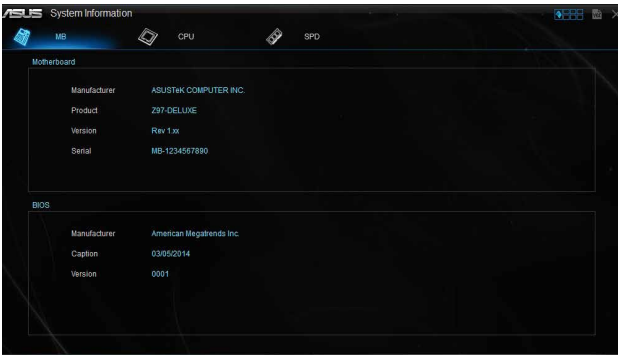 ASUS System Information
MB CPU SPD
Motherboard
Manufacturer ASUSTeK COMPUTER INC.
Product Z97-DELUXE
Version Rev 1.xx
Serial MB-1234567890
BIOS
Manufacturer American Megatrends Inc.
Caption 03/05/2014
Version 0001